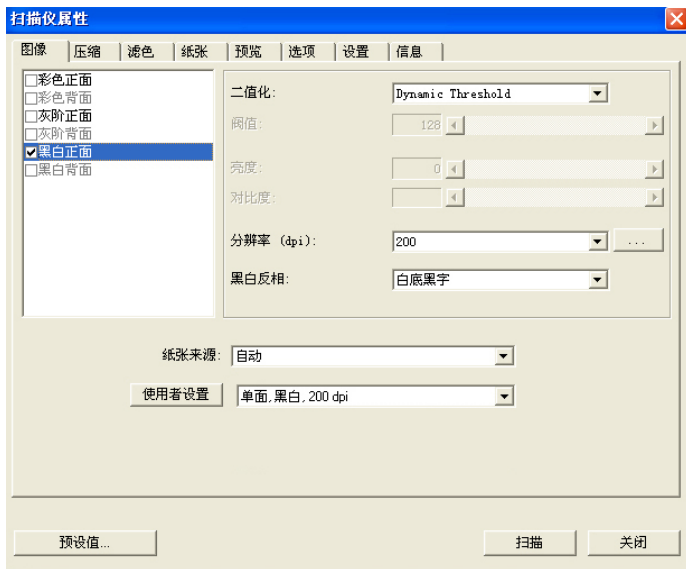 扫描仪属性
图像 压缩 滤色 纸张 预览 选项 设置 信息
彩色正面
彩色背面
灰阶正面
灰阶背面
黑白正面
黑白背面
二值化: Dynamic Threshold
阀值: 128
亮度: 0
对比度:
分辨率 (dpi): 200 ...
黑白反相: 白底黑字
纸张来源: 自动
使用者设置 单面,黑白,200 dpi
预设值... 扫描 关闭